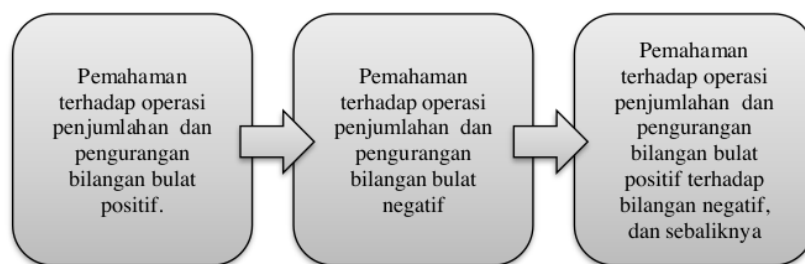 Pemahaman
terhadap operasi
penjumlahan dan
pengurangan
bilangan bulat
positif.
Pemahaman
terhadap operasi
penjumlahan dan
pengurangan
bilangan bulat
negatif
Pemahaman
terhadap operasi
penjumlahan dan
pengurangan
bilangan bulat
positif terhadap
bilangan negatif,
dan sebaliknya